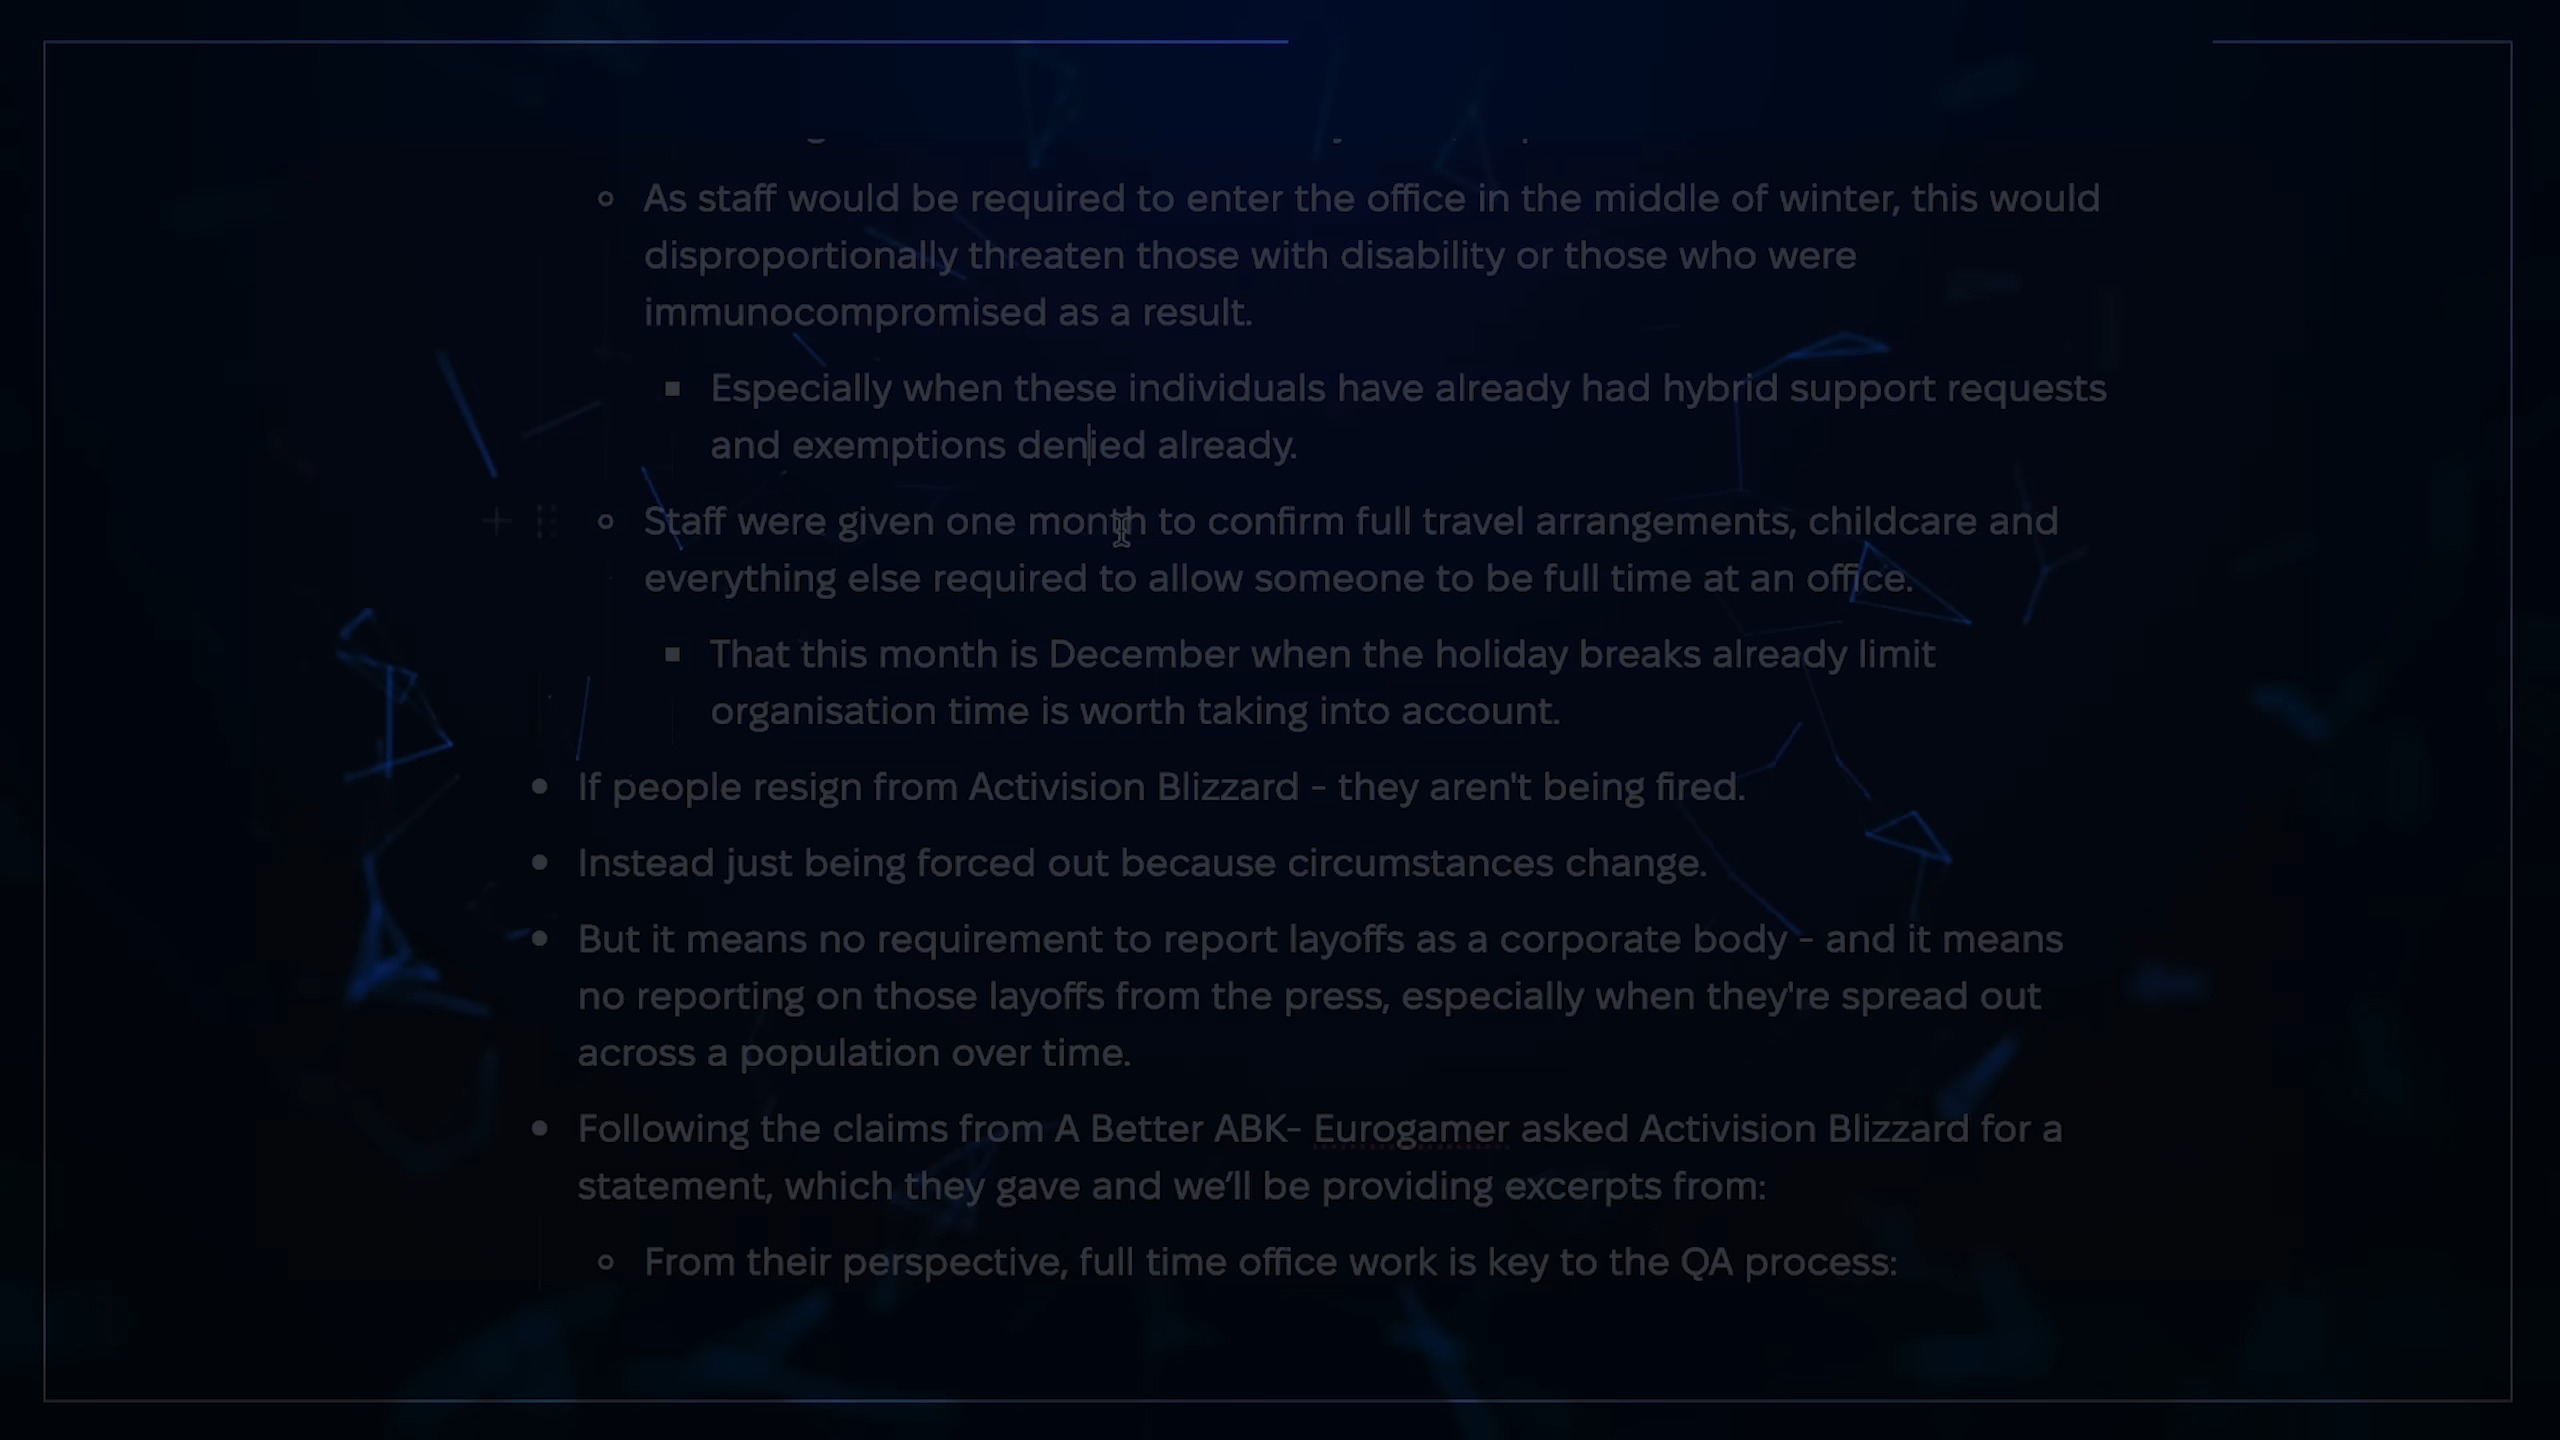 As staff would be required to enter the office in the middle of winter, this would
disproportionally threaten those with disability or those who were
immunocompromised as a result.
Especially when these individuals have already had hybrid support requests
and exemptions denied already.
Staff were given one month to confirm full travel arrangements, childcare and
everything else required to allow someone to be full time at an office.
That this month is December when the holiday breaks already limit
organisation time is worth taking into account.
If people resign from Activision Blizzard - they aren't being fired.
Instead just being forced out because circumstances change.
But it means no requirement to report layoffs as a corporate body - and it means
no reporting on those layoffs from the press, especially when they're spread out
across a population over time.
Following the claims from A Better ABK- Eurogamer asked Activision Blizzard for a
statement, which they gave and we’ll be providing excerpts from:
From their perspective, full time office work is key to the QA process: